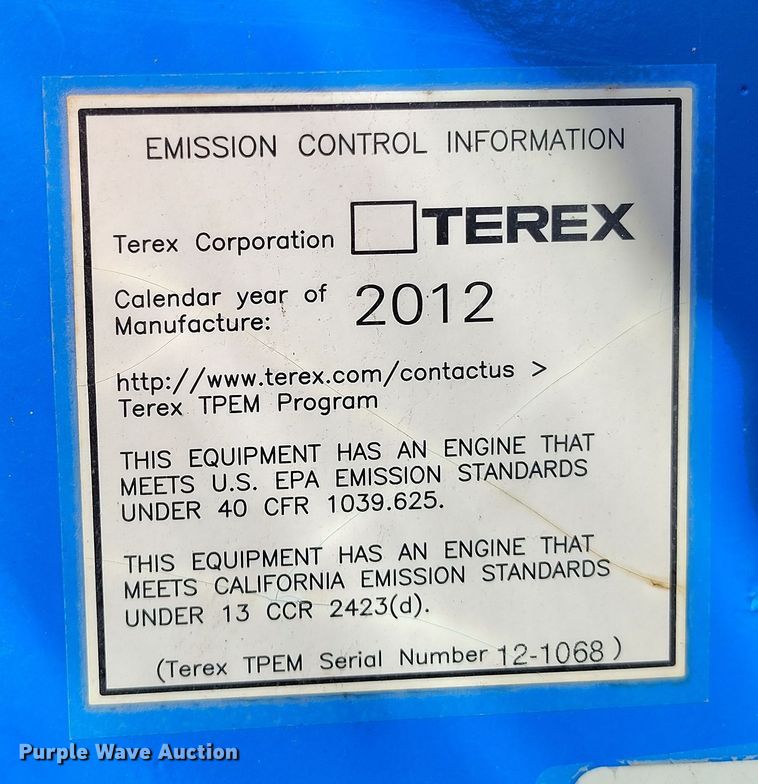 EMISSION CONTROL INFORMATION
Terex Corporation TEREX
Calendar year of
Manufacture: 2012
http://www.terex.com/contactus >
Terex TPEM Program
THIS EQUIPMENT HAS AN ENGINE THAT
MEETS U.S. EPA EMISSION STANDARDS
UNDER 40 CFR 1039.625.
THIS EQUIPMENT HAS AN ENGINE THAT
MEETS CALIFORNIA EMISSION STANDARDS
UNDER 13 CCR 2423(d).
(Terex TPEM Serial Number 12-1068)
Purple Wave Auction